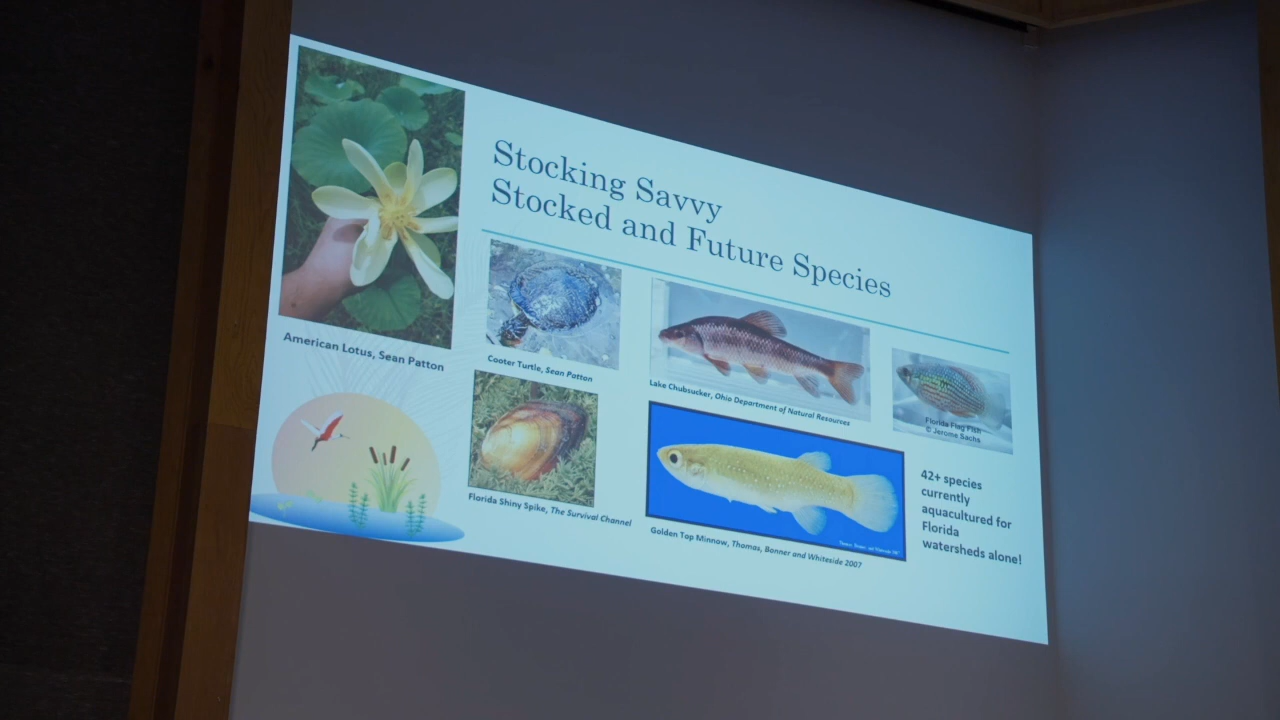 Stocking Savvy
Stocked and Future Species
American Lotus, Sean Patton
Cooter Turtle, Sean Patton
Lake Chubsucker, Ohio Department of Natural Resources
Florida Flag Fish
© Jerome Sachs
Florida Shiny Spike, The Survival Channel
Golden Top Minnow, Thomas, Bonner and Whiteside 2007
42+ species
currently
aquacultured for
Florida
watersheds alone!